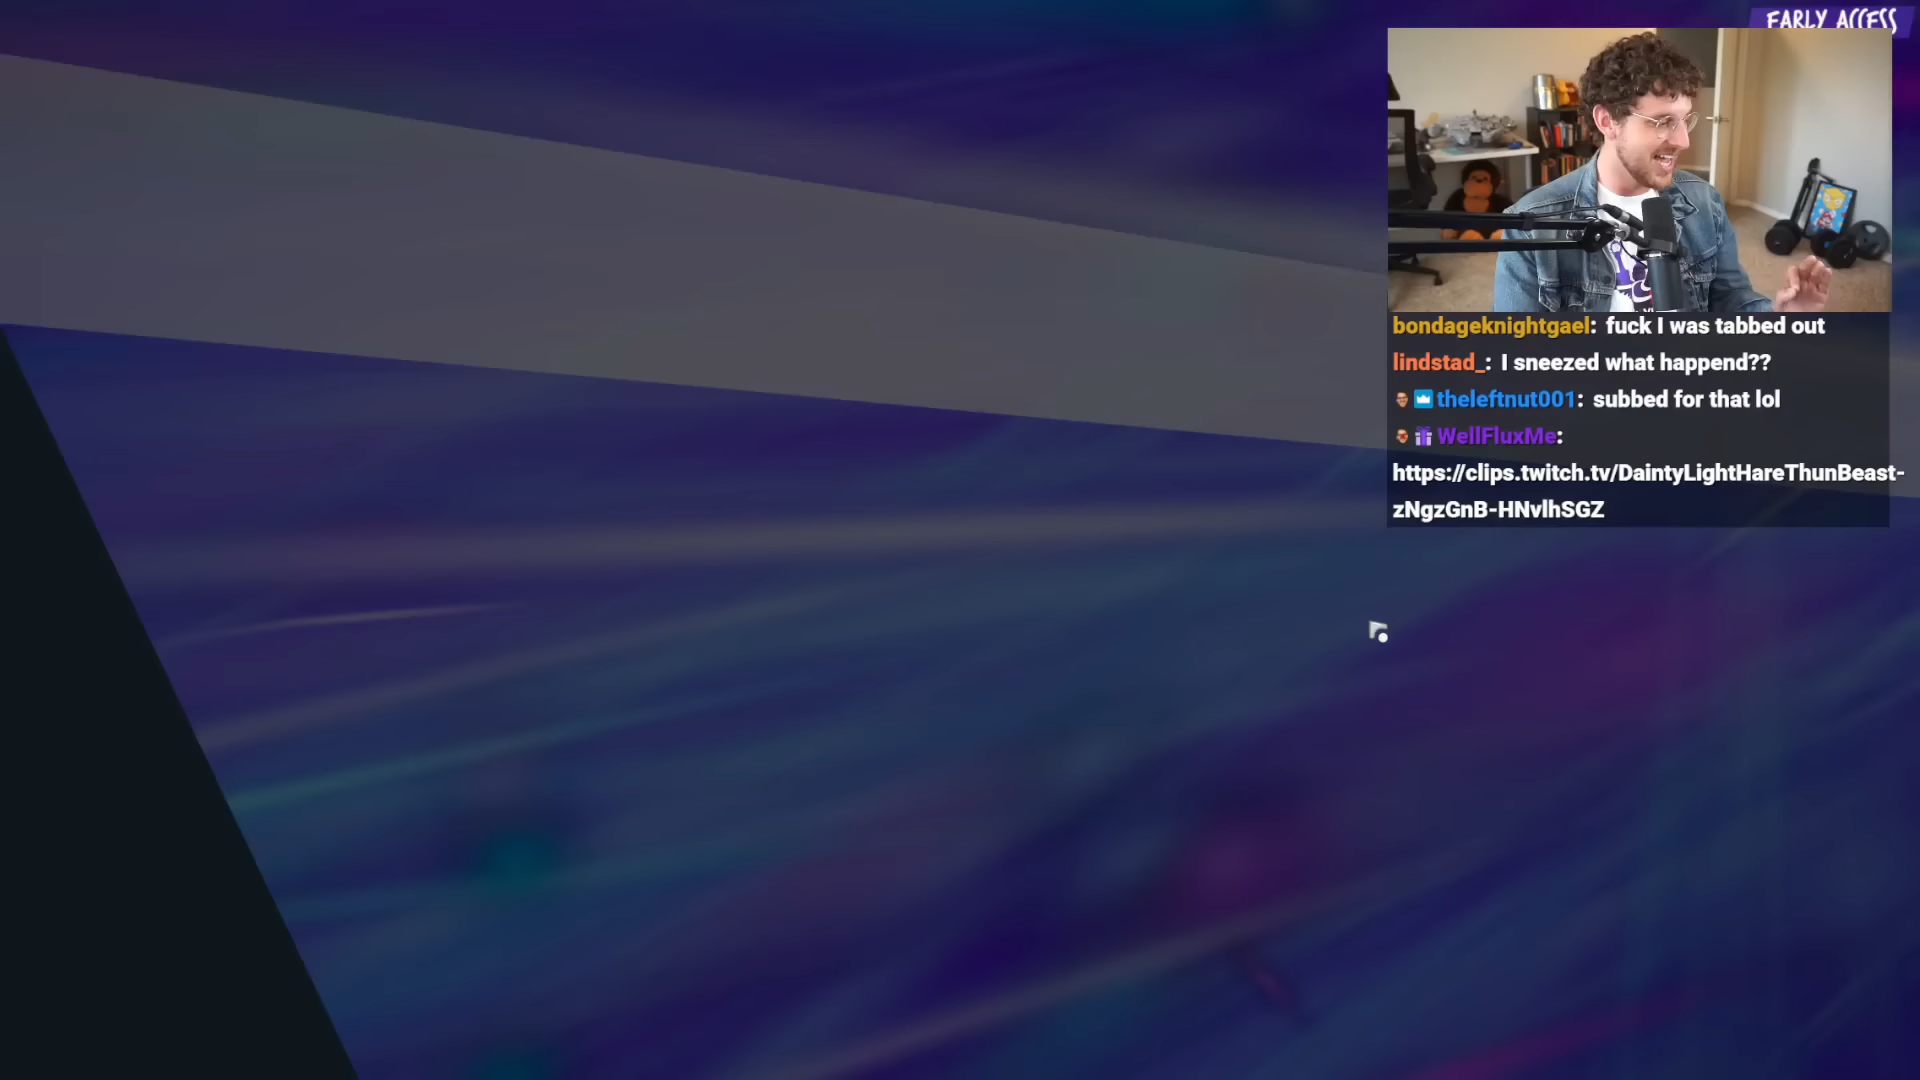 EARLY ACCESS
bondageknightgael: fuck I was tabbed out
lindstad_: I sneezed what happend??
theleftnut001: subbed for that lol
WellFluxMe:
https://clips.twitch.tv/DaintyLightHareThunBeast-
zNgzGnB-HNvlhSGZ